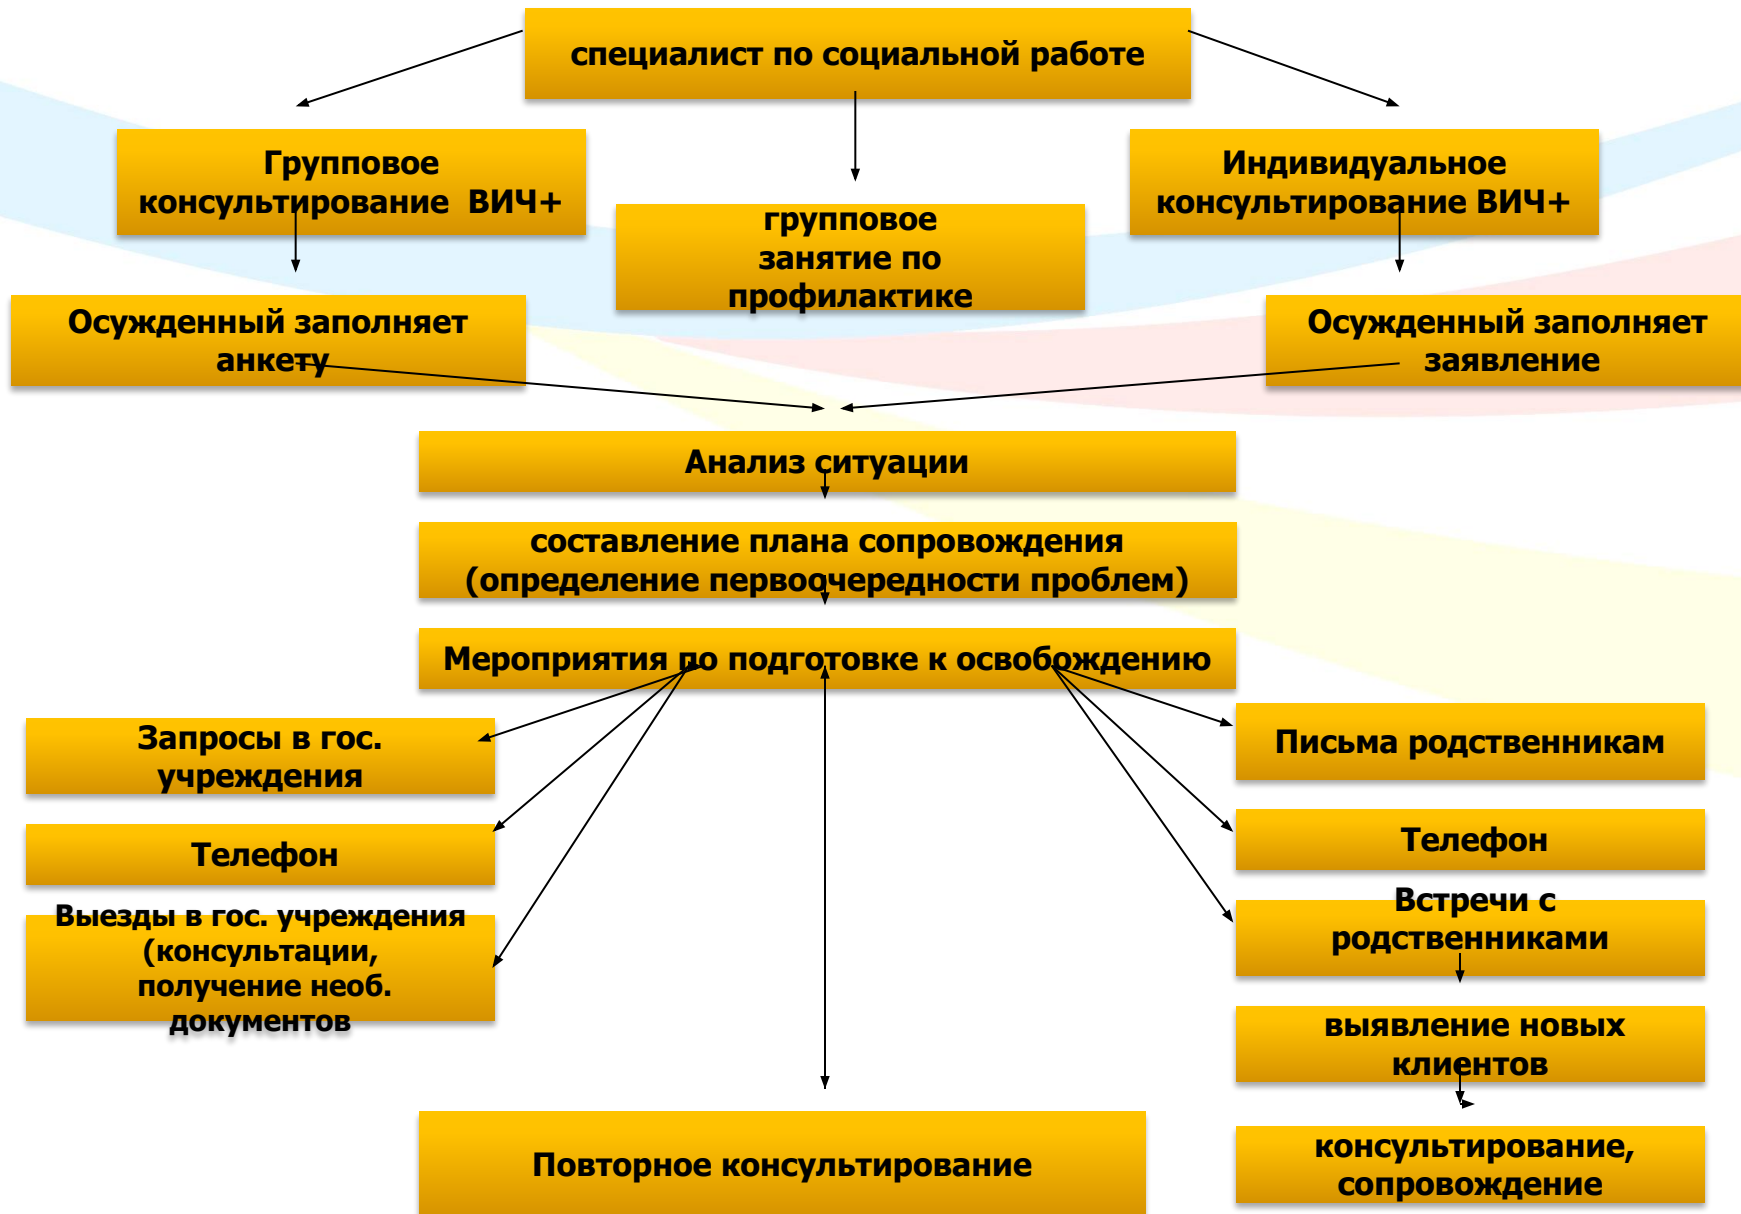 специалист по социальной работе
Групповое
консультирование ВИЧ+
групповое
занятие по
профилактике
Индивидуальное
консультирование ВИЧ+
Осужденный заполняет
анкету
Осужденный заполняет
заявление
Анализ ситуации
составление плана сопровождения
(определение первоочередности проблем)
Мероприятия по подготовке к освобождению
Запросы в гос.
учреждения
Телефон
Выезды в гос. учреждения
(консультации,
получение необ.
документов
Письма родственникам
Телефон
Встречи с
родственниками
выявление новых
клиентов
консультирование,
сопровождение
Повторное консультирование